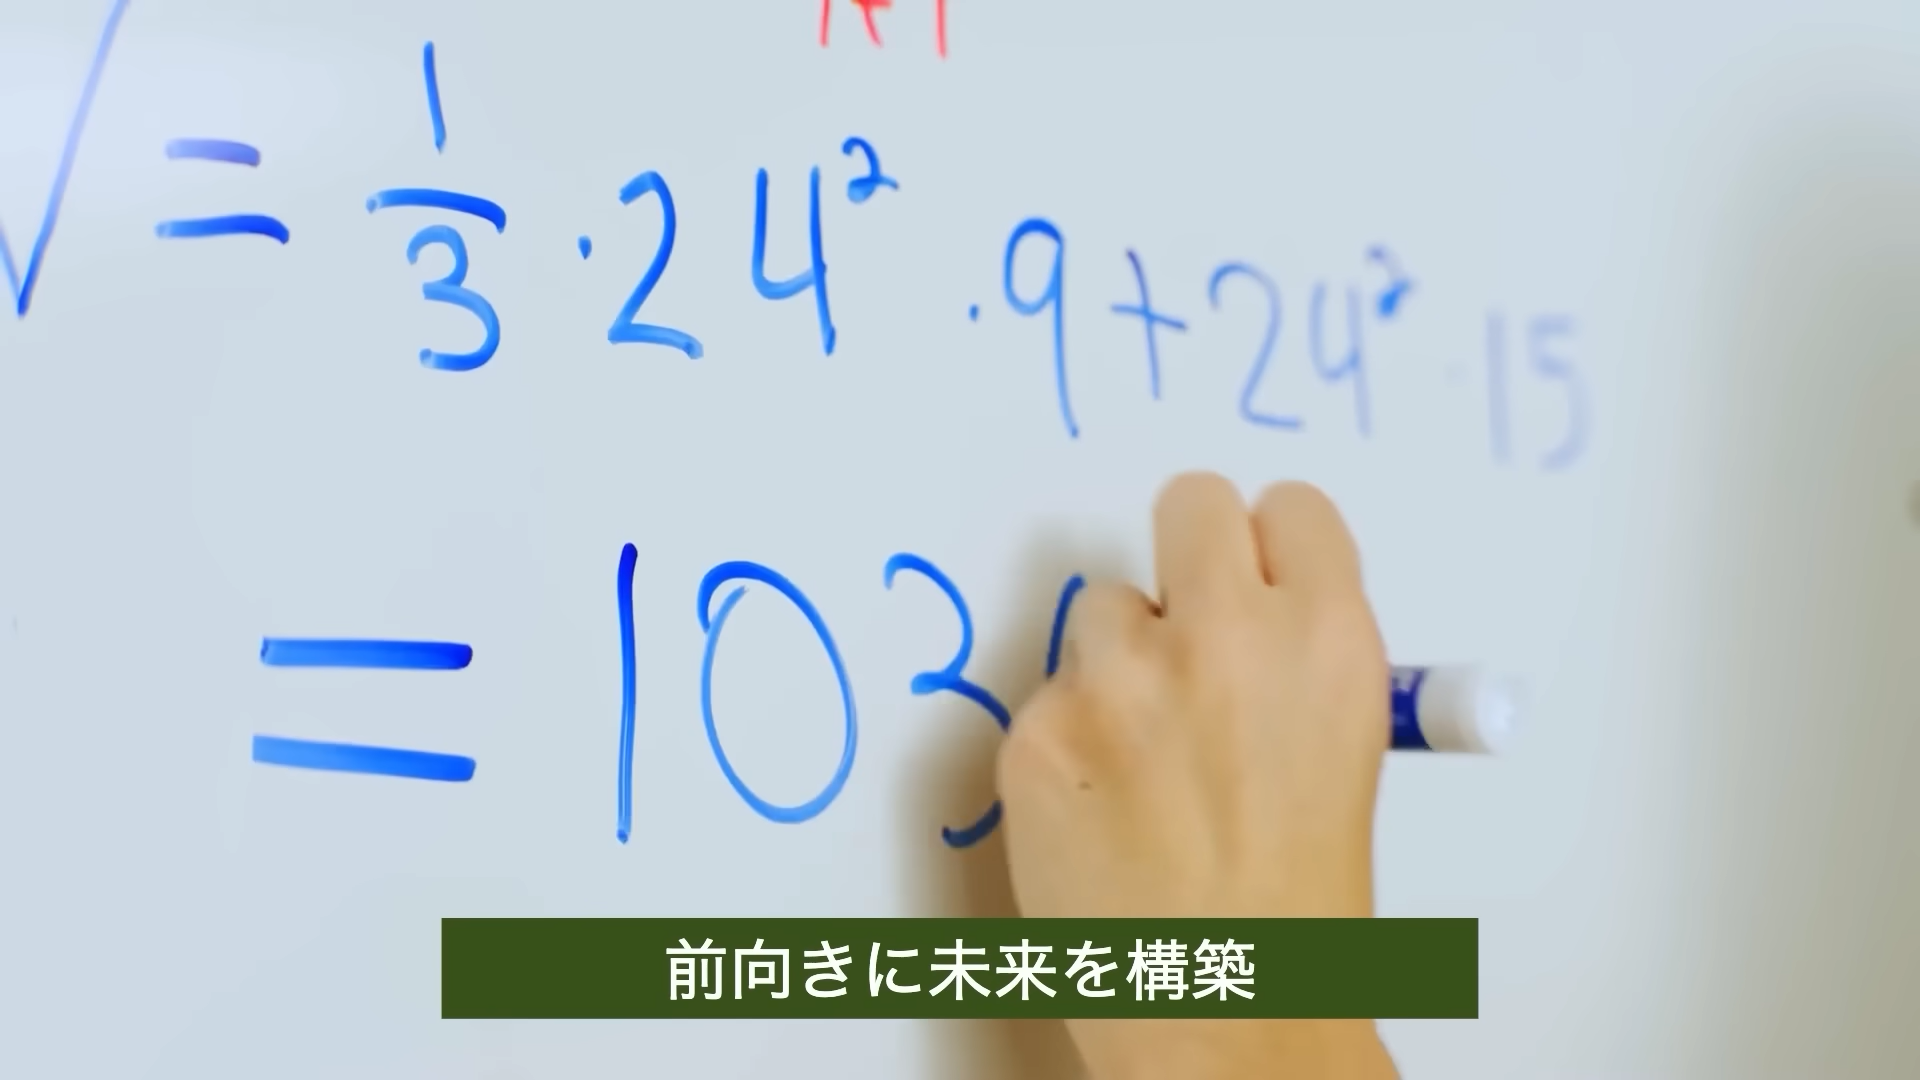 V = 1/3 · 24² · 9 + 24² · 15
= 103
前向きに未来を構築